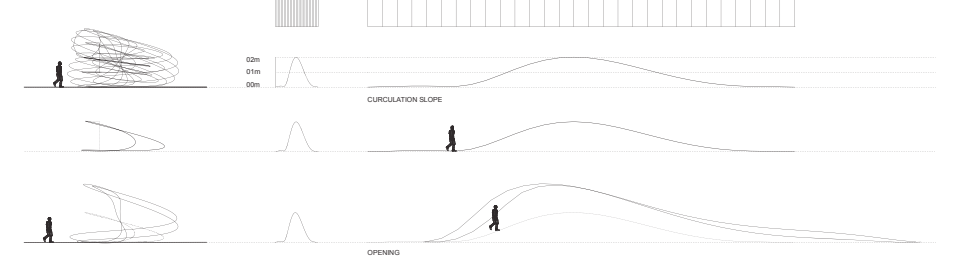 02m
01m
00m
CURCULATION SLOPE
OPENING